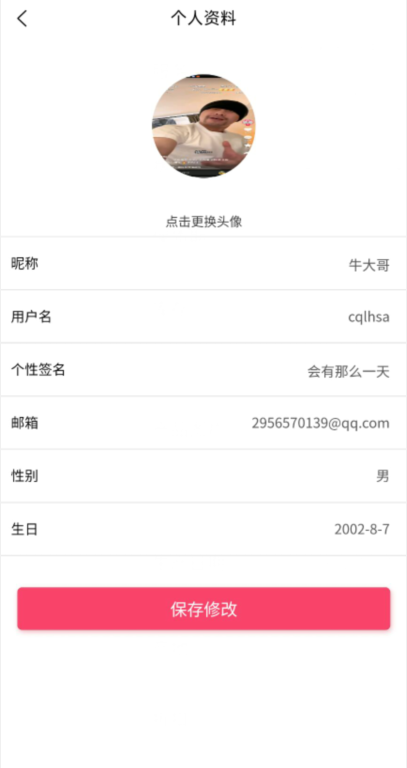 个人资料
点击更换头像
昵称
牛大哥
用户名
cqlhsa
个性签名
会有那么一天
邮箱
2956570139@qq.com
性别
男
生日
2002-8-7
保存修改